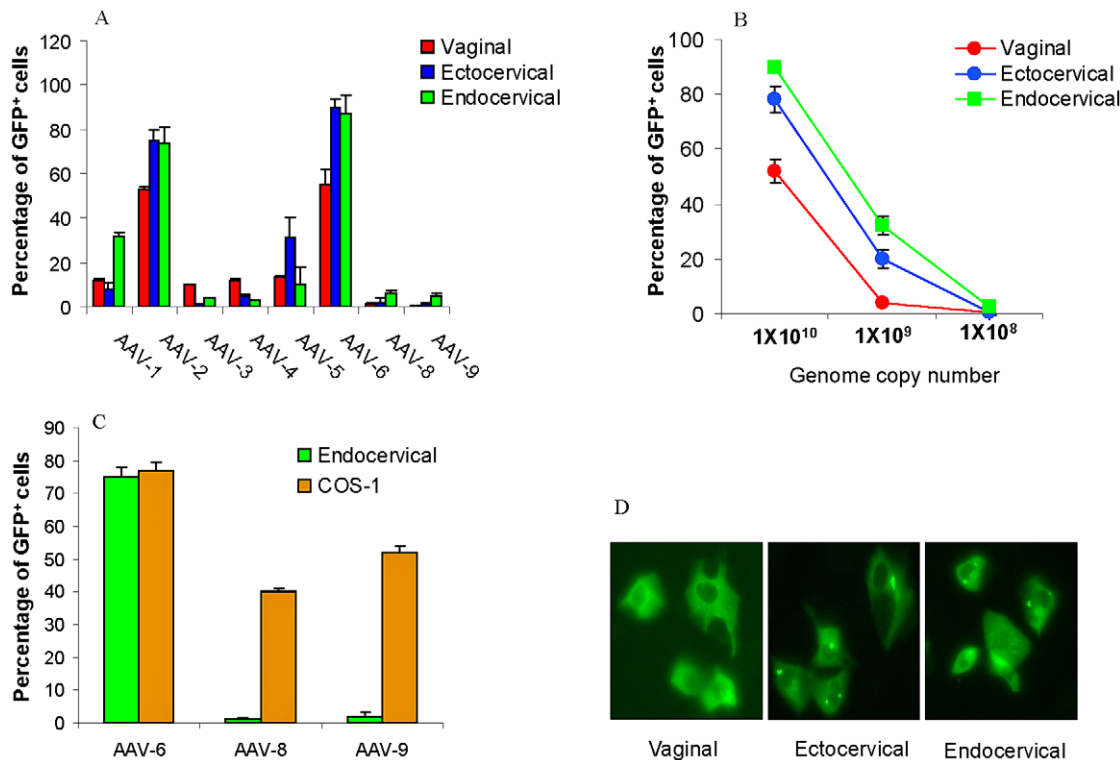 A
Percentage of GFP⁺ cells
120
100
80
60
40
20
0
Vaginal
Ectocervical
Endocervical
AAV-1
AAV-2
AAV-3
AAV-4
AAV-5
AAV-6
AAV-8
AAV-9
B
Percentage of GFP⁺ cells
100
80
60
40
20
0
Vaginal
Ectocervical
Endocervical
1X10¹⁰
1X10⁹
1X10⁸
Genome copy number
C
Percentage of GFP⁺ cells
90
80
70
60
50
40
30
20
10
0
Endocervical
COS-1
AAV-6
AAV-8
AAV-9
D
Vaginal
Ectocervical
Endocervical